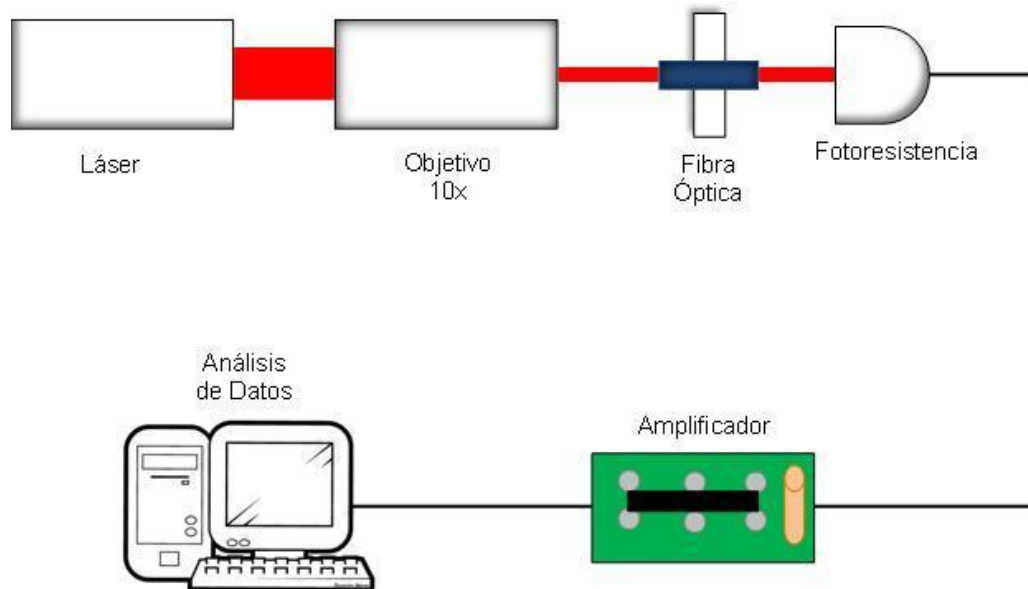 Láser
Objetivo
10x
Fibra
Óptica
Fotoresistencia
Análisis
de Datos
Amplificador